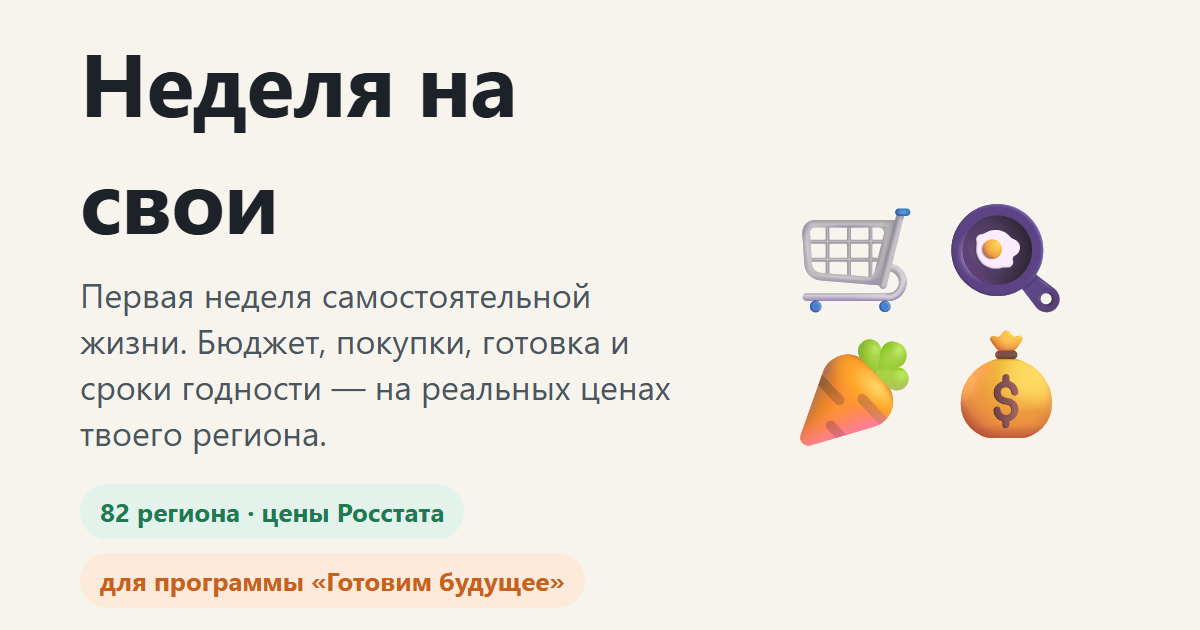 Неделя на
свои
Первая неделя самостоятельной
жизни. Бюджет, покупки, готовка и
сроки годности — на реальных ценах
твоего региона.
82 региона · цены Росстата
для программы «Готовим будущее»
$